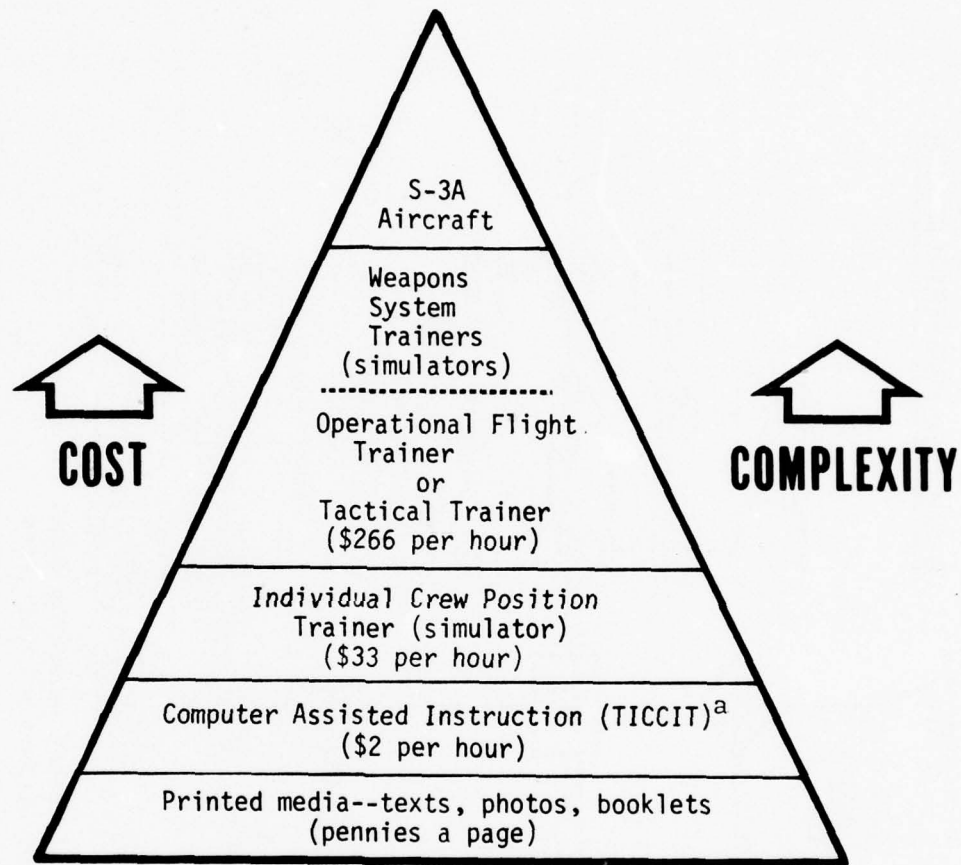 S-3A
Aircraft
Weapons
System
Trainers
(simulators)
Operational Flight
Trainer
or
Tactical Trainer
($266 per hour)
COST
COMPLEXITY
Individual Crew Position
Trainer (simulator)
($33 per hour)
Computer Assisted Instruction (TICCIT)a
($2 per hour)
Printed media--texts, photos, booklets
(pennies a page)